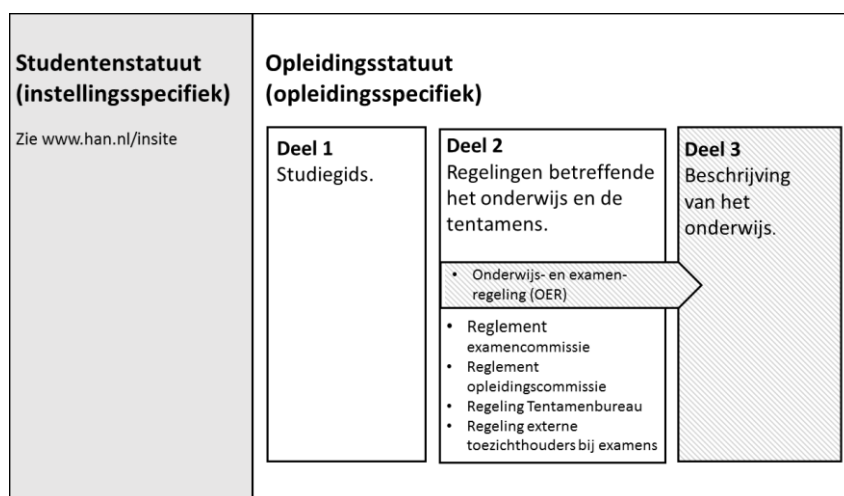 Studentenstatuut
(instellingsspecifiek)
Zie www.han.nl/insite
Opleidingsstatuut
(opleidingsspecifiek)
Deel 1
Studiegids.
Deel 2
Regelingen betreffende
het onderwijs en de
tentamens.
• Onderwijs- en examen-
regeling (OER)
• Reglement
examencommissie
• Reglement
opleidingscommissie
• Regeling Tentamenbureau
• Regeling externe
toezichthouders bij examens
Deel 3
Beschrijving
van het
onderwijs.